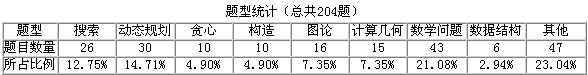 题型统计（总共204题）
题型 搜索 动态规划 贪心 构造 图论 计算几何 数学问题 数据结构 其他
题目数量 26 30 10 10 16 15 43 6 47
所占比例 12.75% 14.71% 4.90% 4.90% 7.35% 7.35% 21.08% 2.94% 23.04%